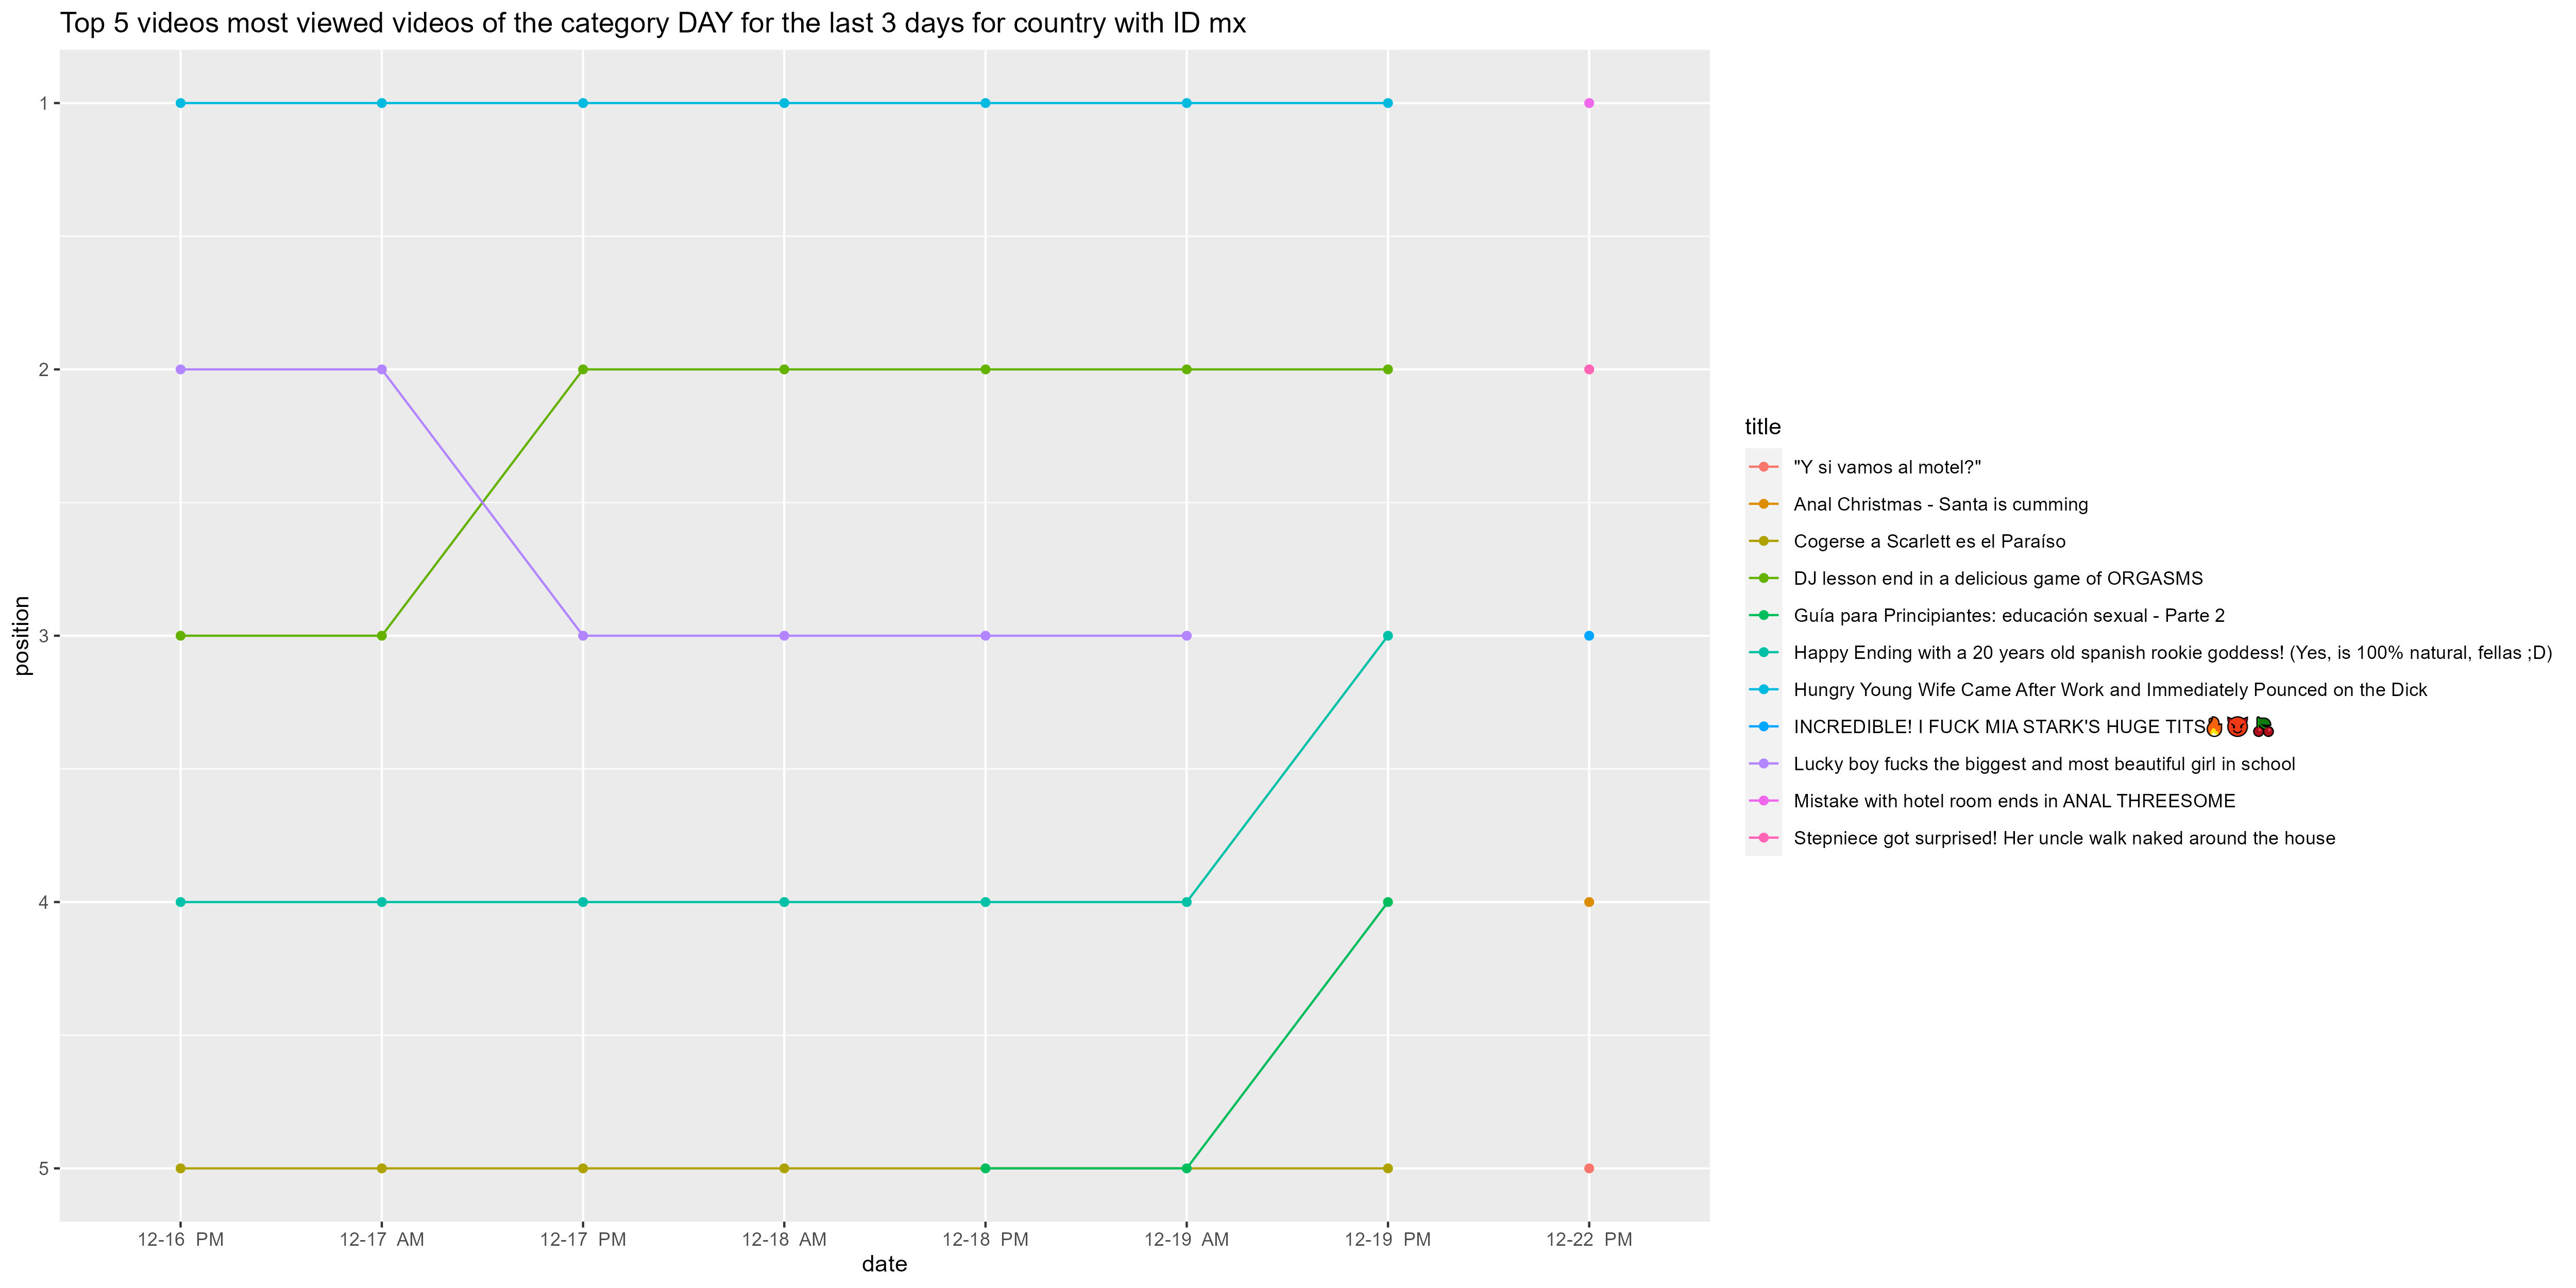 Top 5 videos most viewed videos of the category DAY for the last 3 days for country with ID mx
position
1
2
3
4
5
12-16 PM
12-17 AM
12-17 PM
12-18 AM
12-18 PM
12-19 AM
12-19 PM
12-22 PM
date
title
"Y si vamos al motel?"
Anal Christmas - Santa is cumming
Cogerse a Scarlett es el Paraíso
DJ lesson end in a delicious game of ORGASMS
Guía para Principiantes: educación sexual - Parte 2
Happy Ending with a 20 years old spanish rookie goddess! (Yes, is 100% natural, fellas ;D)
Hungry Young Wife Came After Work and Immediately Pounced on the Dick
INCREDIBLE! I FUCK MIA STARK'S HUGE TITS🔥😈🍒
Lucky boy fucks the biggest and most beautiful girl in school
Mistake with hotel room ends in ANAL THREESOME
Stepniece got surprised! Her uncle walk naked around the house